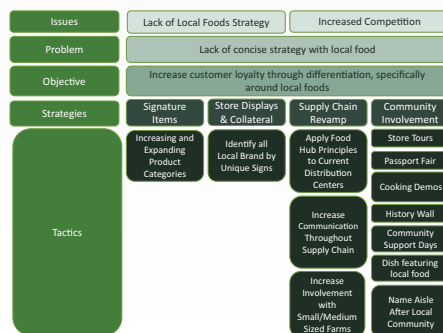 Issues
Lack of Local Foods Strategy
Increased Competition
Problem
Lack of concise strategy with local food
Objective
Increase customer loyalty through differentiation, specifically
around local foods
Strategies
Signature
Items
Store Displays
& Collateral
Supply Chain
Revamp
Community
Involvement
Tactics
Increasing and
Expanding
Product
Categories
Identify all
Local Brand by
Unique Signs
Apply Food
Hub Principles
to Current
Distribution
Centers
Increase
Communication
Throughout
Supply Chain
Increase
Involvement
with
Small/Medium
Sized Farms
Store Tours
Passport Fair
Cooking Demos
History Wall
Community
Support Days
Dish featuring
local food
Name Aisle
After Local
Community